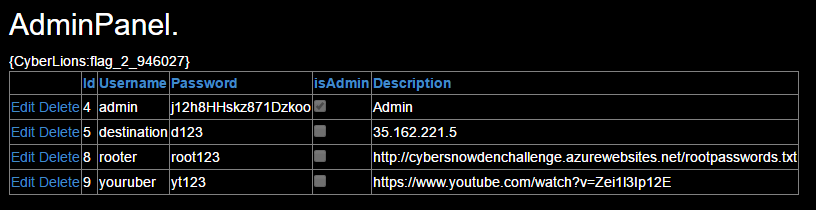 AdminPanel.
{CyberLions:flag_2_946027}
Id Username Password isAdmin Description
Edit Delete 4 admin j12h8HHskz871Dzkoo Admin
Edit Delete 5 destination d123 35.162.221.5
Edit Delete 8 rooter root123 http://cybersnowdenchallenge.azurewebsites.net/rootpasswords.txt
Edit Delete 9 youruber yt123 https://www.youtube.com/watch?v=Zei1I3Ip12E